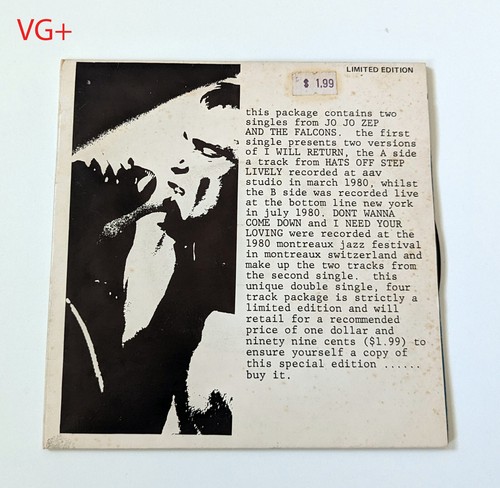 VG+
LIMITED EDITION
$ 1.99
this package contains two
singles from JO JO ZEP
AND THE FALCONS.  the first
single presents two versions
of I WILL RETURN, the A side
a track from HATS OFF STEP
LIVELY recorded at aav
studio in march 1980, whilst
the B side was recorded live
at the bottom line new york
in july 1980. DONT WANNA
COME DOWN and I NEED YOUR
LOVING were recorded at the
1980 montreaux jazz festival
in montreaux switzerland and
make up the two tracks from
the second single.  this
unique double single, four
track package is strictly a
limited edition and will
retail for a recommended
price of one dollar and
ninety nine cents ($1.99) to
ensure yourself a copy of
this special edition ......
buy it.